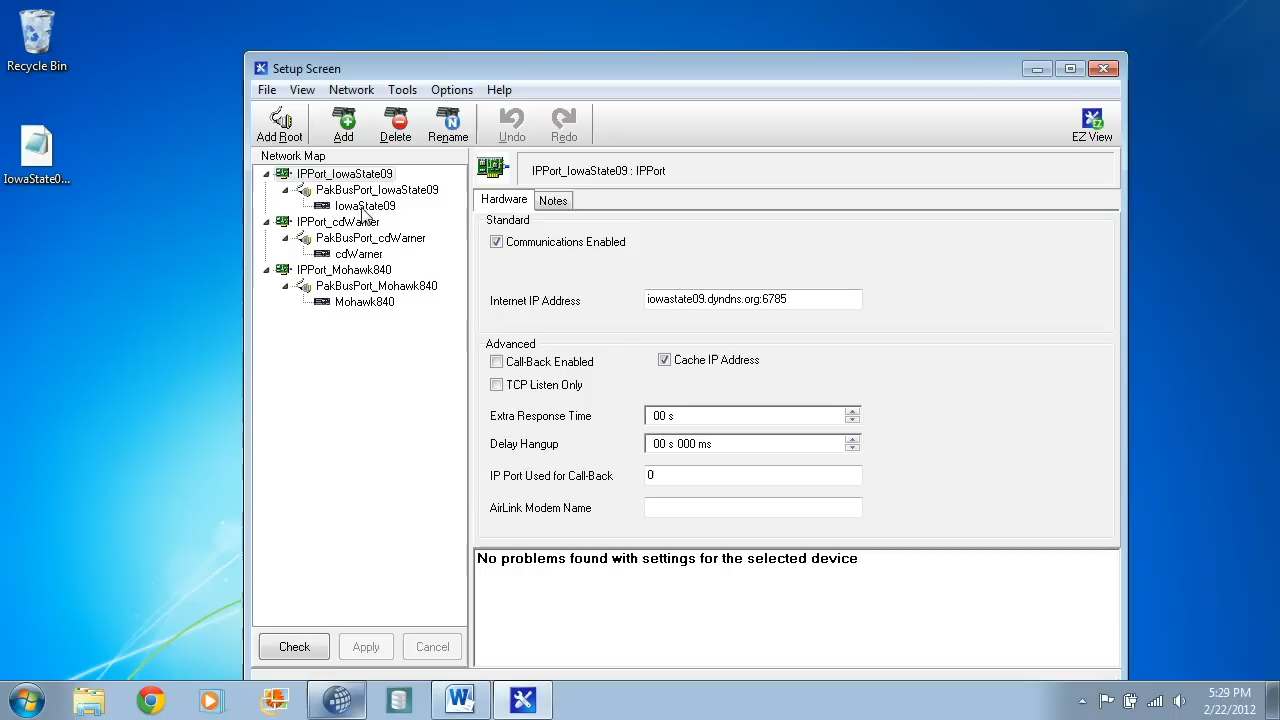 Recycle Bin
IowaState0...
Setup Screen
File View Network Tools Options Help
Add Root Add Delete Rename Undo Redo EZ View
Network Map
IPPort_IowaState09
PakBusPort_IowaState09
IowaState09
IPPort_cdWarner
PakBusPort_cdWarner
cdWarner
IPPort_Mohawk840
PakBusPort_Mohawk840
Mohawk840
Check Apply Cancel
IPPort_IowaState09 : IPPort
Hardware Notes
Standard
Communications Enabled
Internet IP Address iowastate09.dyndns.org:6785
Advanced
Call-Back Enabled Cache IP Address
TCP Listen Only
Extra Response Time 00 s
Delay Hangup 00 s 000 ms
IP Port Used for Call-Back 0
AirLink Modem Name
No problems found with settings for the selected device
5:29 PM
2/22/2012